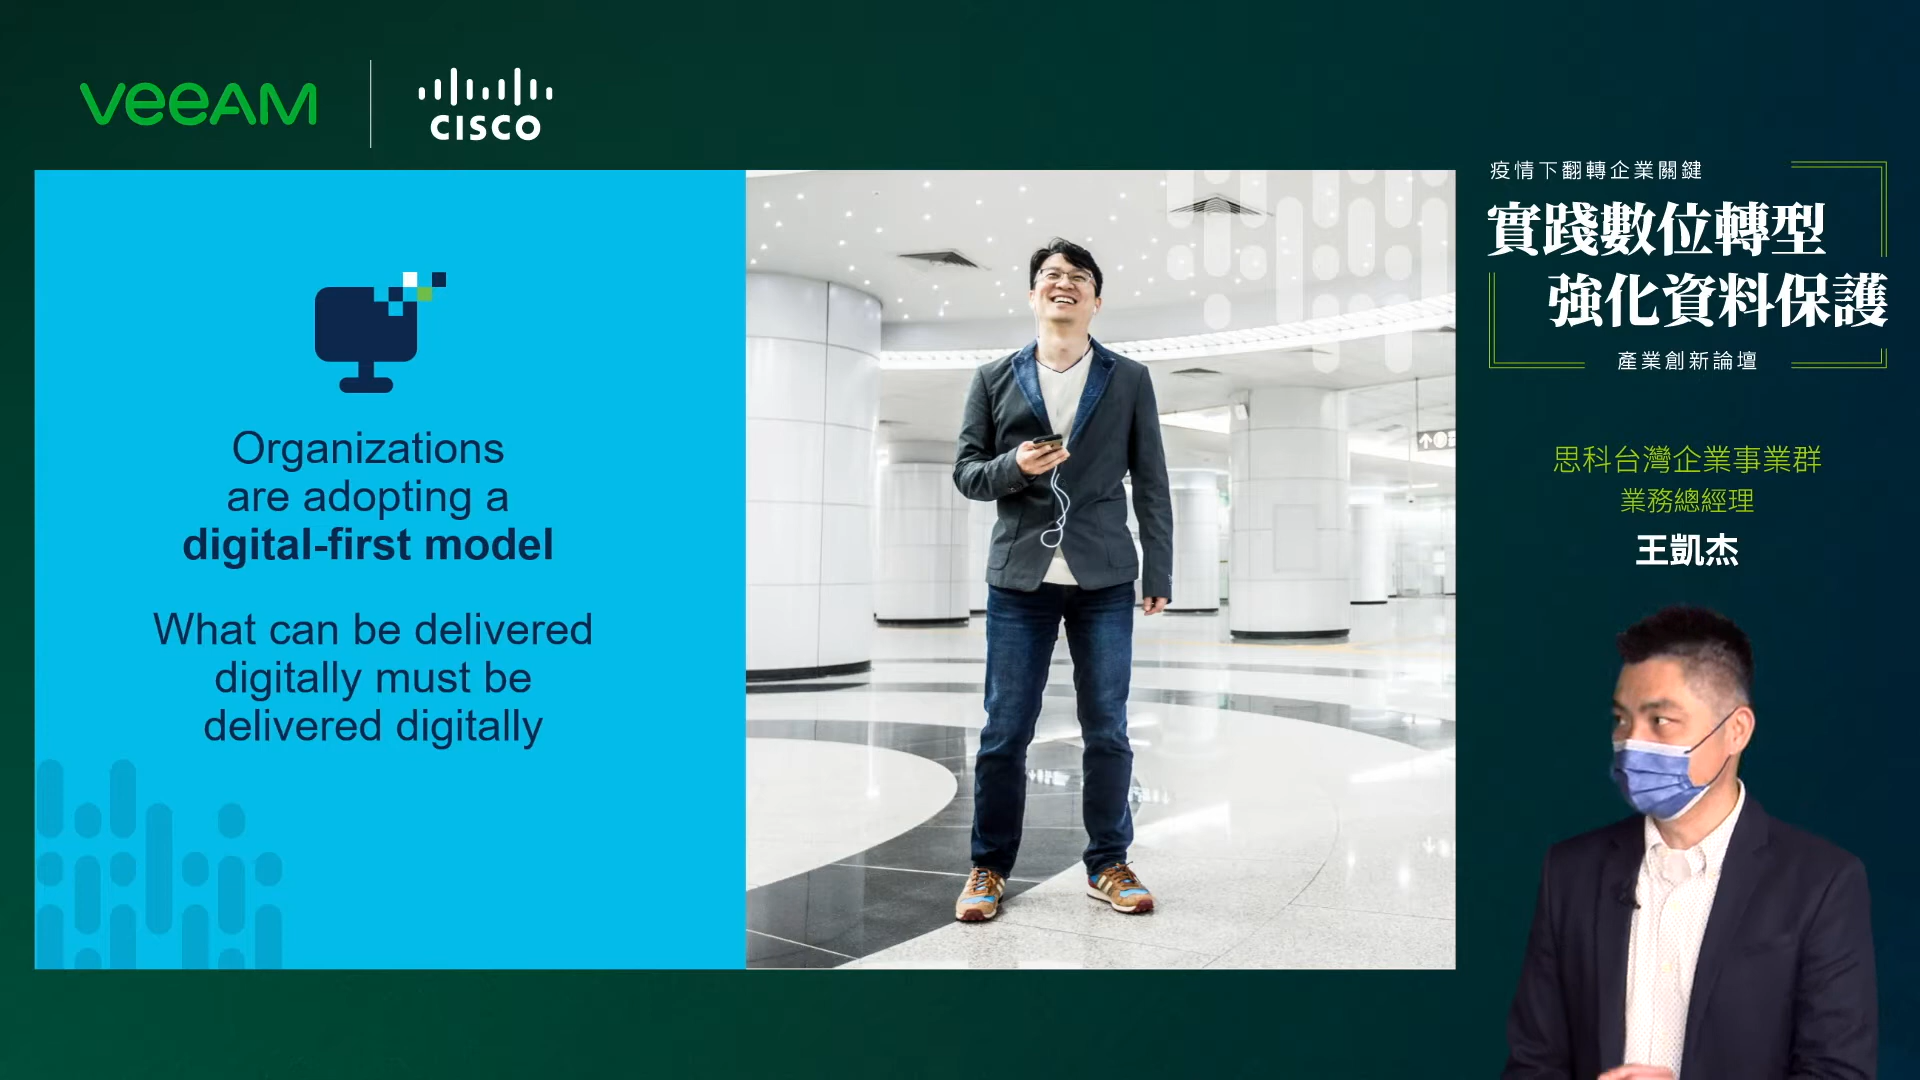 veeAM
CISCO
Organizations
are adopting a
digital-first model
What can be delivered
digitally must be
delivered digitally
疫情下翻轉企業關鍵
實踐數位轉型
強化資料保護
產業創新論壇
思科台灣企業事業群
業務總經理
王凱杰